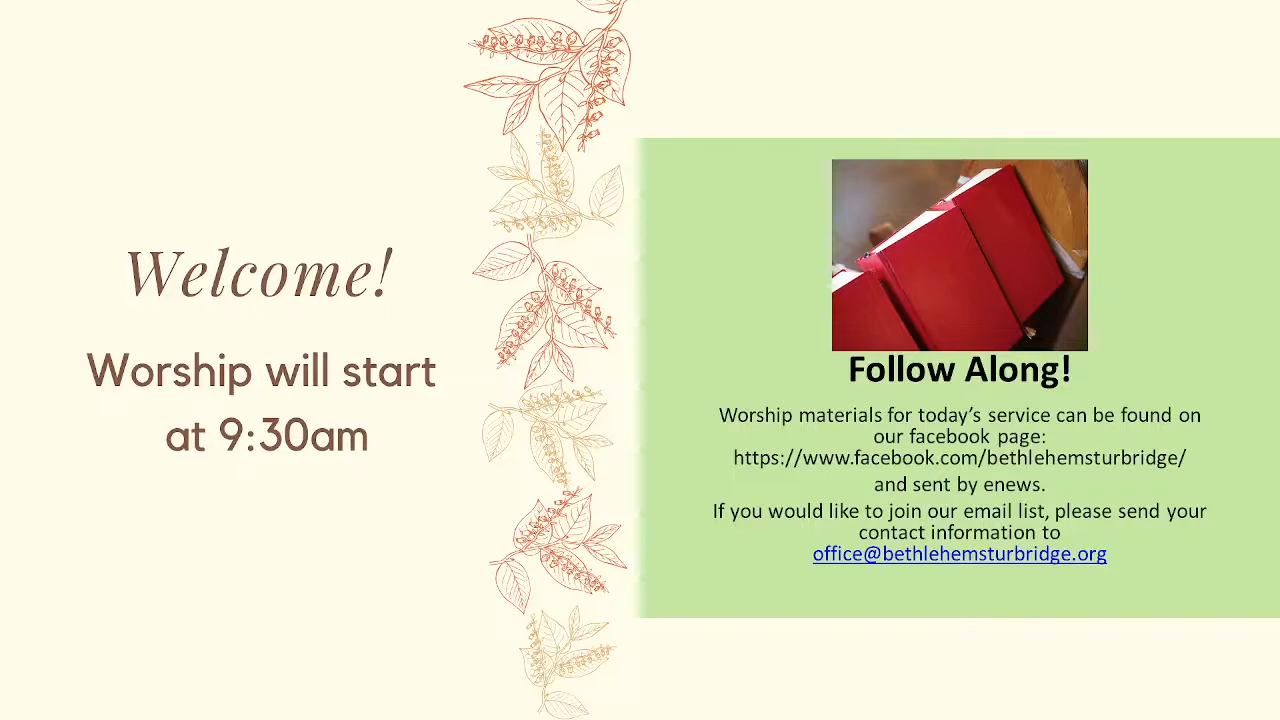 Welcome!
Worship will start
at 9:30am
Follow Along!
Worship materials for today’s service can be found on
our facebook page:
https://www.facebook.com/bethlehemsturbridge/
and sent by enews.
If you would like to join our email list, please send your
contact information to
office@bethlehemsturbridge.org